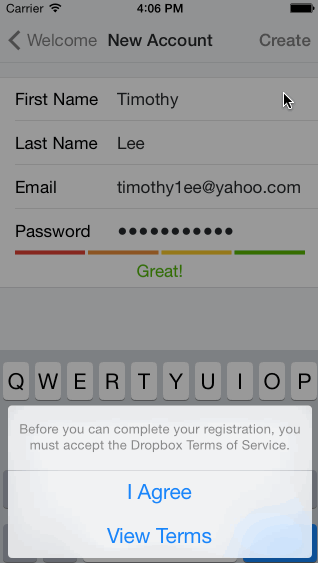 Carrier 4:06 PM
Welcome New Account Create
First Name Timothy
Last Name Lee
Email timothy1ee@yahoo.com
Password ●●●●●●●●●●●
Great!
Q W E R T Y U I O P
Before you can complete your registration, you
must accept the Dropbox Terms of Service.
I Agree
View Terms